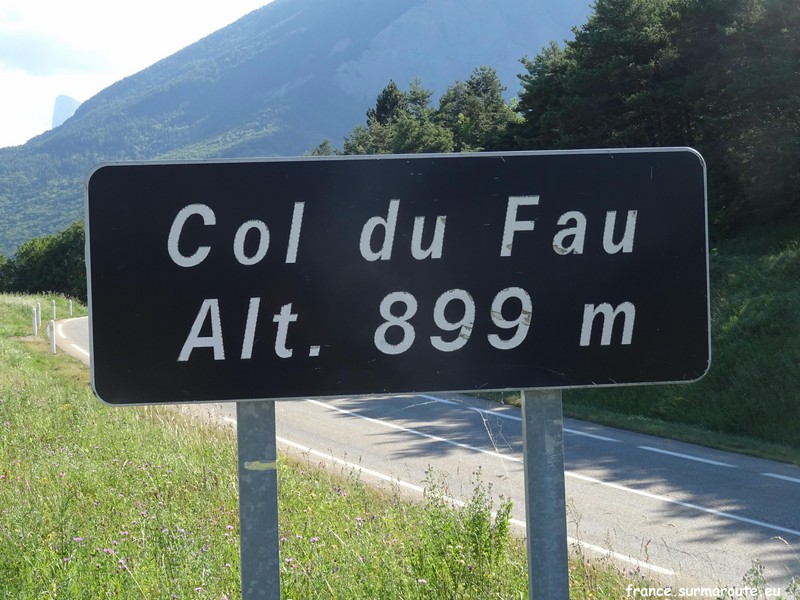 Col du Fau
Alt. 899 m
france.surmaroute.eu